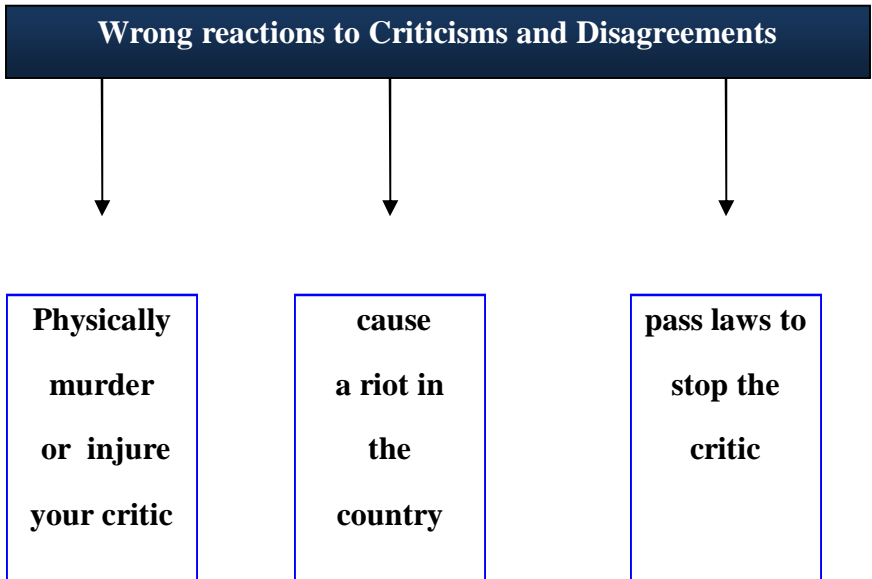 Wrong reactions to Criticisms and Disagreements
Physically
murder
or injure
your critic
cause
a riot in
the
country
pass laws to
stop the
critic